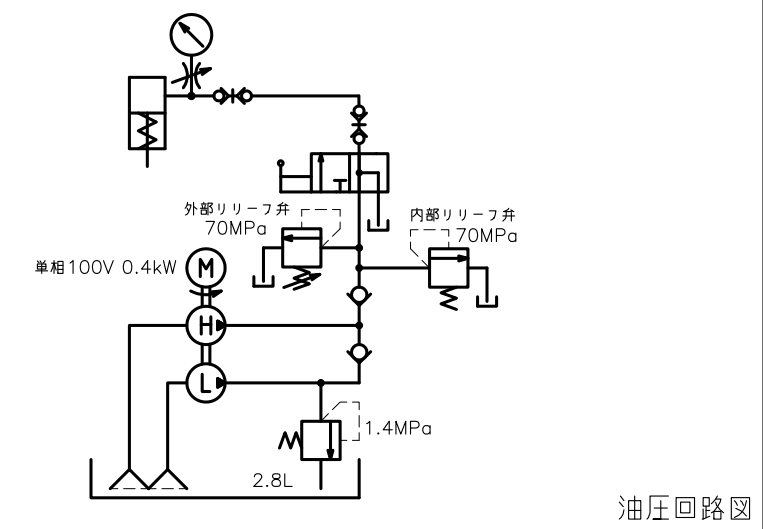 外部リリーフ弁
70MPa
内部リリーフ弁
70MPa
単相100V 0.4kW
M
H
L
1.4MPa
2.8L
油圧回路図